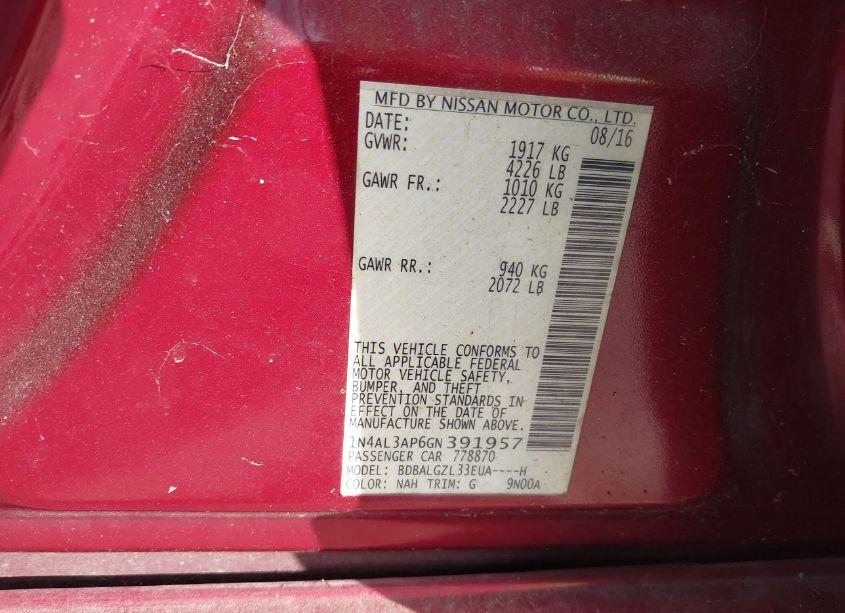 MFD BY NISSAN MOTOR CO., LTD.
DATE: 08/16
GVWR: 1917 KG
4226 LB
GAWR FR.: 1010 KG
2227 LB
GAWR RR.: 940 KG
2072 LB
THIS VEHICLE CONFORMS TO
ALL APPLICABLE FEDERAL
MOTOR VEHICLE SAFETY,
BUMPER, AND THEFT
PREVENTION STANDARDS IN
EFFECT ON THE DATE OF
MANUFACTURE SHOWN ABOVE.
1N4AL3AP6GN391957
PASSENGER CAR 778870
MODEL: BDBALGZL33EUA----H
COLOR: NAH TRIM: G 9N00A